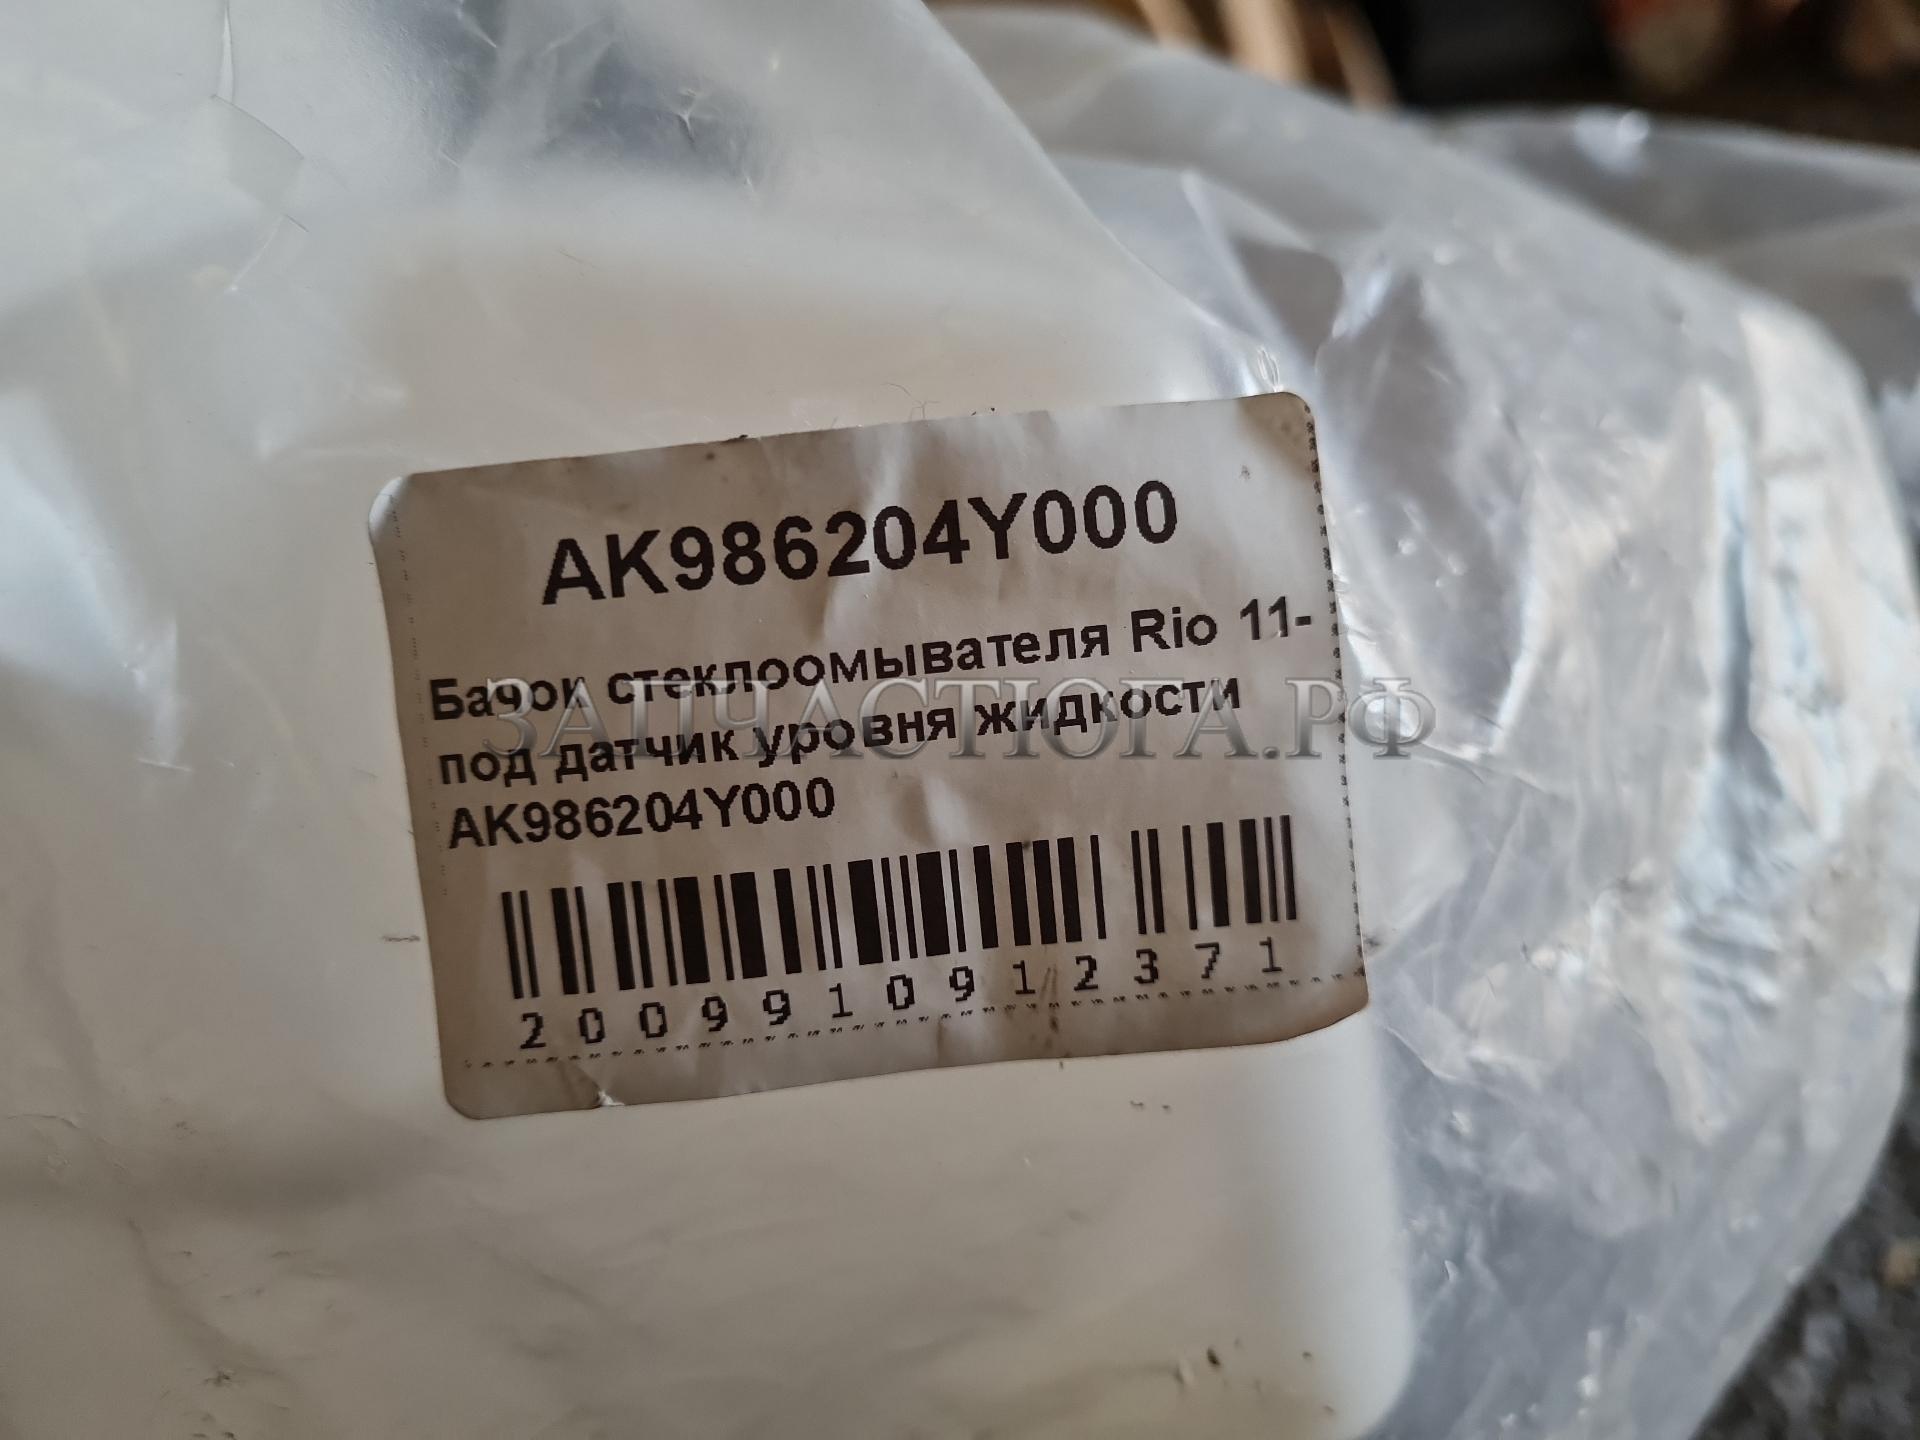 AK986204Y000
Бачок стеклоомывателя Rio 11-
под датчик уровня жидкости
AK986204Y000
2009910912371
ЗАПЧАСТЮГА.РФ